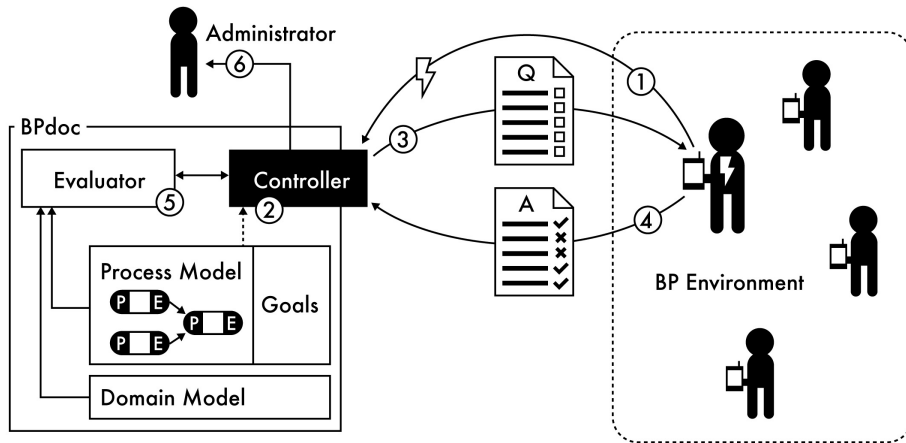 Administrator
6
BPdoc
Evaluator
5
Controller
2
Process Model
P E
P E
P E
Goals
Domain Model
1
Q
3
A
4
BP Environment